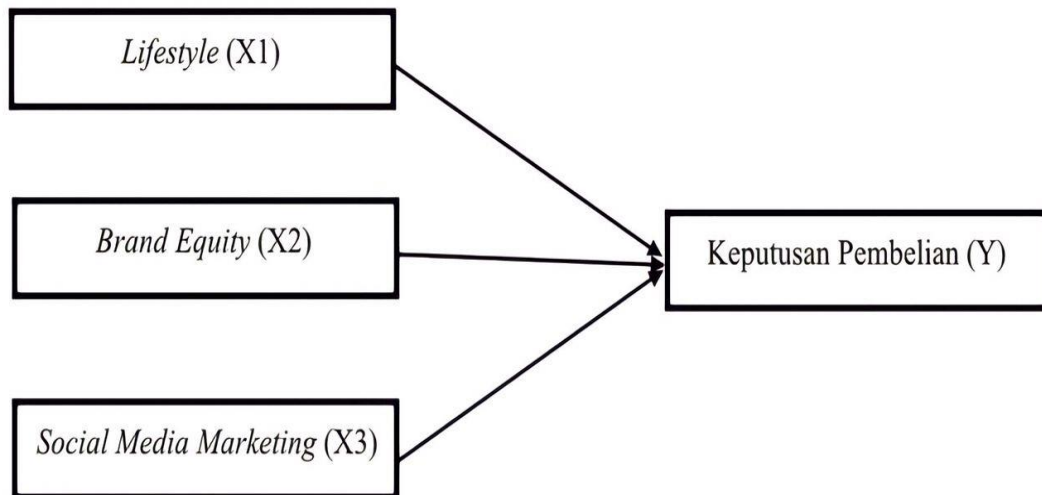 Lifestyle (X1)
Brand Equity (X2)
Keputusan Pembelian (Y)
Social Media Marketing (X3)